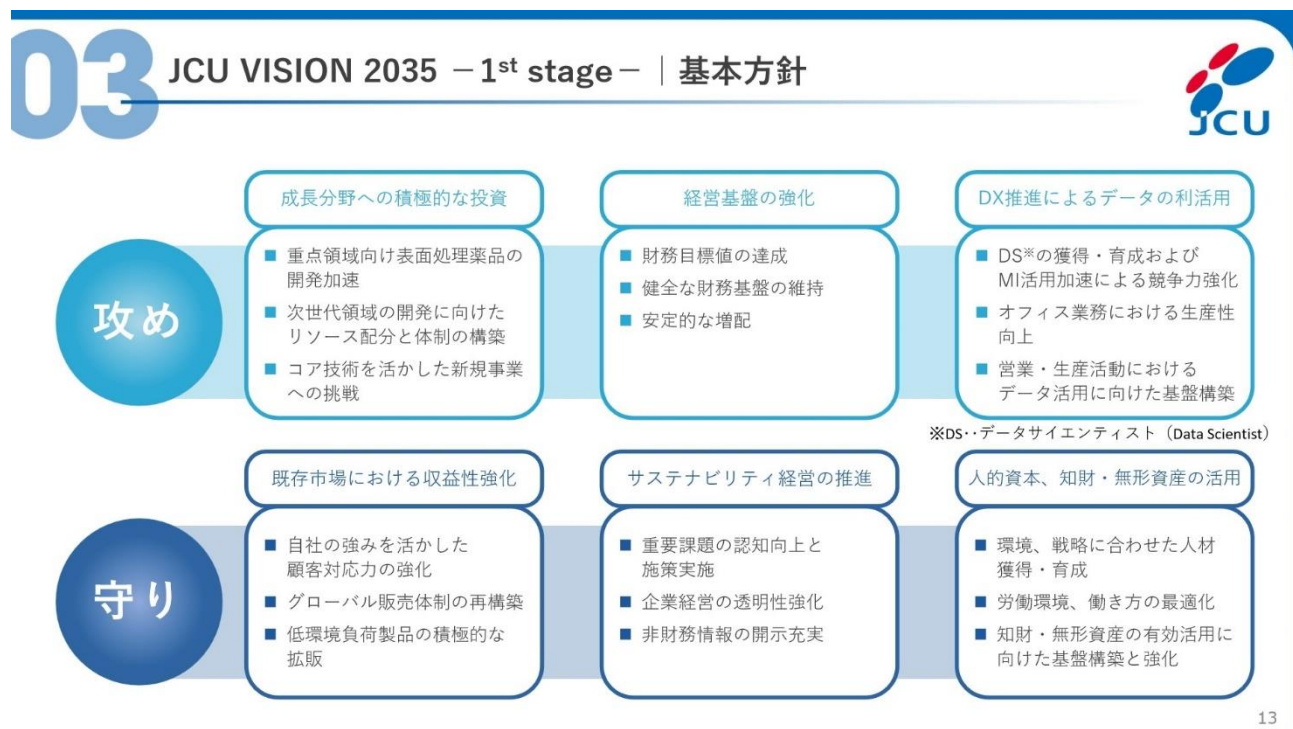 03
JCU VISION 2035 －1st stage－｜基本方針
JCU
攻め
成長分野への積極的な投資
■ 重点領域向け表面処理薬品の
開発加速
■ 次世代領域の開発に向けた
リソース配分と体制の構築
■ コア技術を活かした新規事業
への挑戦
経営基盤の強化
■ 財務目標値の達成
■ 健全な財務基盤の維持
■ 安定的な増配
DX推進によるデータの利活用
■ DS※の獲得・育成および
MI活用加速による競争力強化
■ オフィス業務における生産性
向上
■ 営業・生産活動における
データ活用に向けた基盤構築
※DS‥データサイエンティスト（Data Scientist）
守り
既存市場における収益性強化
■ 自社の強みを活かした
顧客対応力の強化
■ グローバル販売体制の再構築
■ 低環境負荷製品の積極的な
拡販
サステナビリティ経営の推進
■ 重要課題の認知向上と
施策実施
■ 企業経営の透明性強化
■ 非財務情報の開示充実
人的資本、知財・無形資産の活用
■ 環境、戦略に合わせた人材
獲得・育成
■ 労働環境、働き方の最適化
■ 知財・無形資産の有効活用に
向けた基盤構築と強化
13